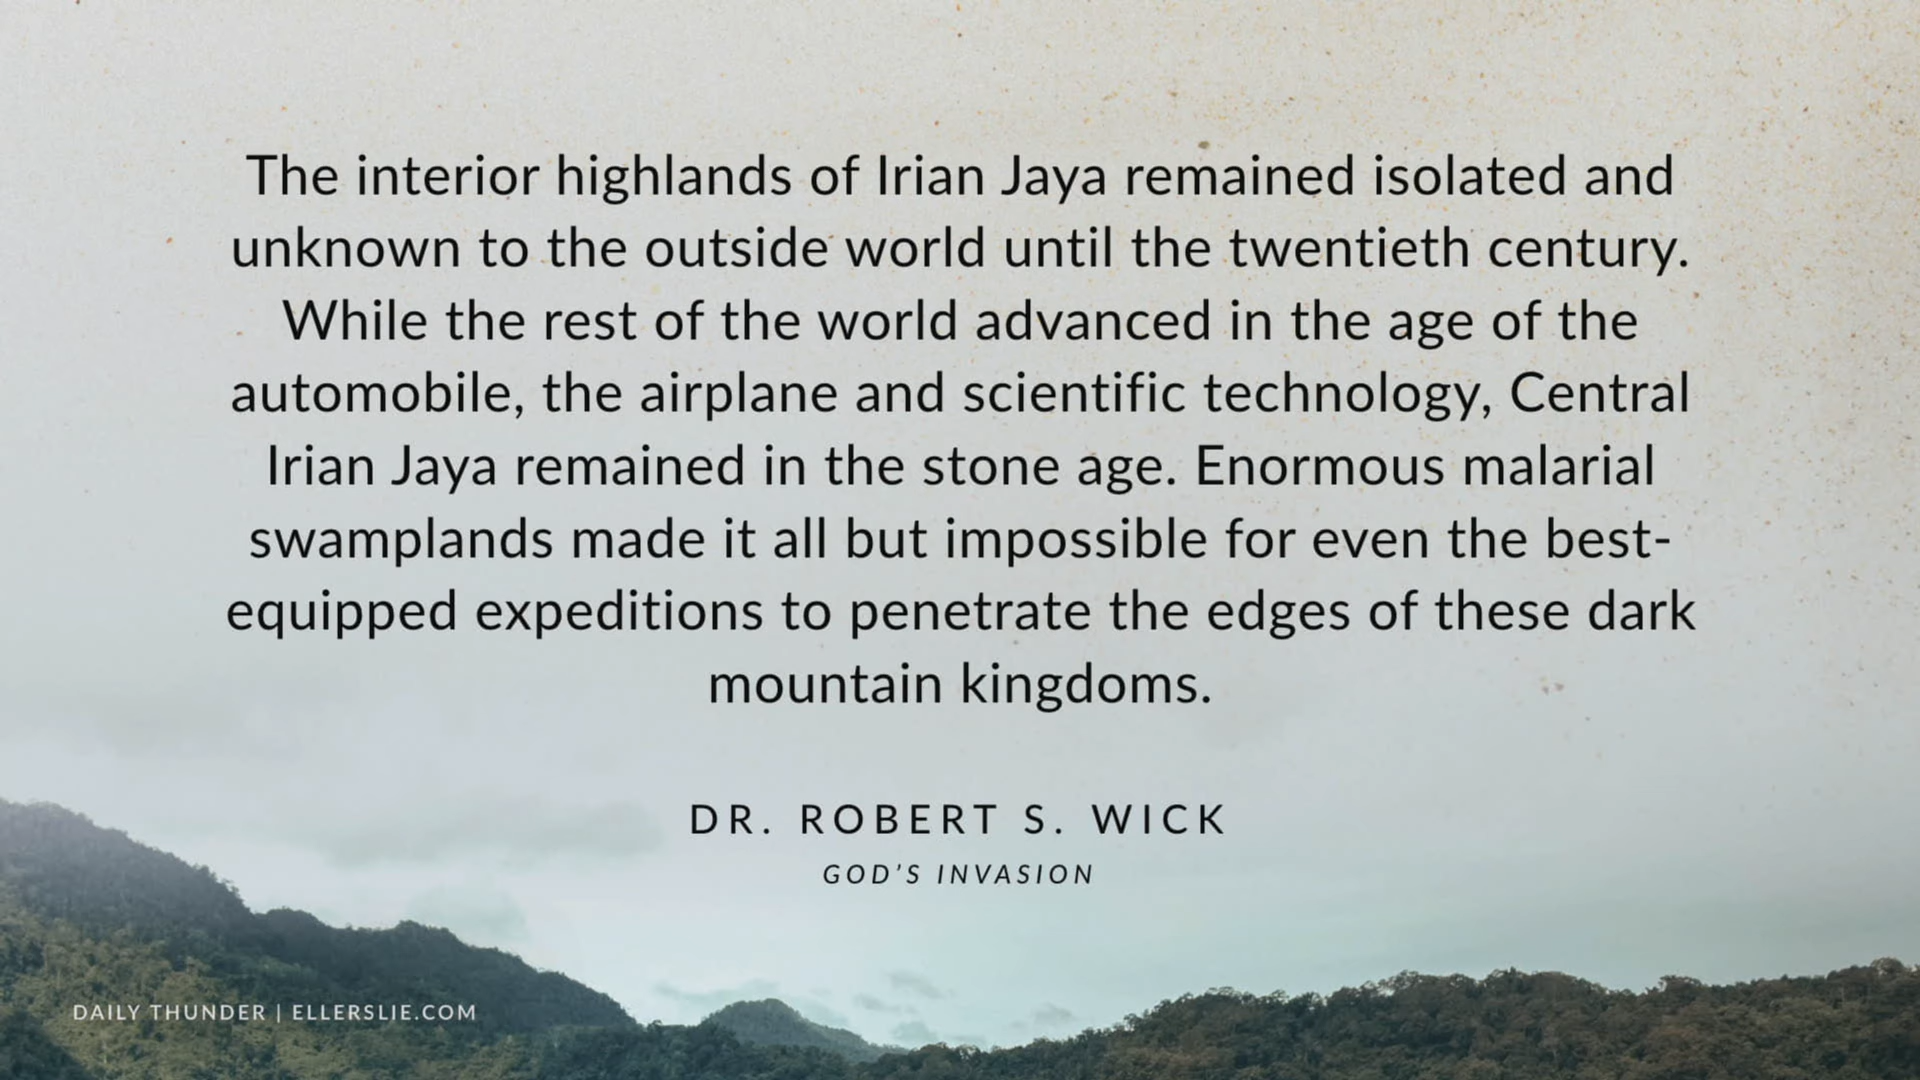 The interior highlands of Irian Jaya remained isolated and
unknown to the outside world until the twentieth century.
While the rest of the world advanced in the age of the
automobile, the airplane and scientific technology, Central
Irian Jaya remained in the stone age. Enormous malarial
swamplands made it all but impossible for even the best-
equipped expeditions to penetrate the edges of these dark
mountain kingdoms.
DR. ROBERT S. WICK
GOD'S INVASION
DAILY THUNDER | ELLERSLIE.COM